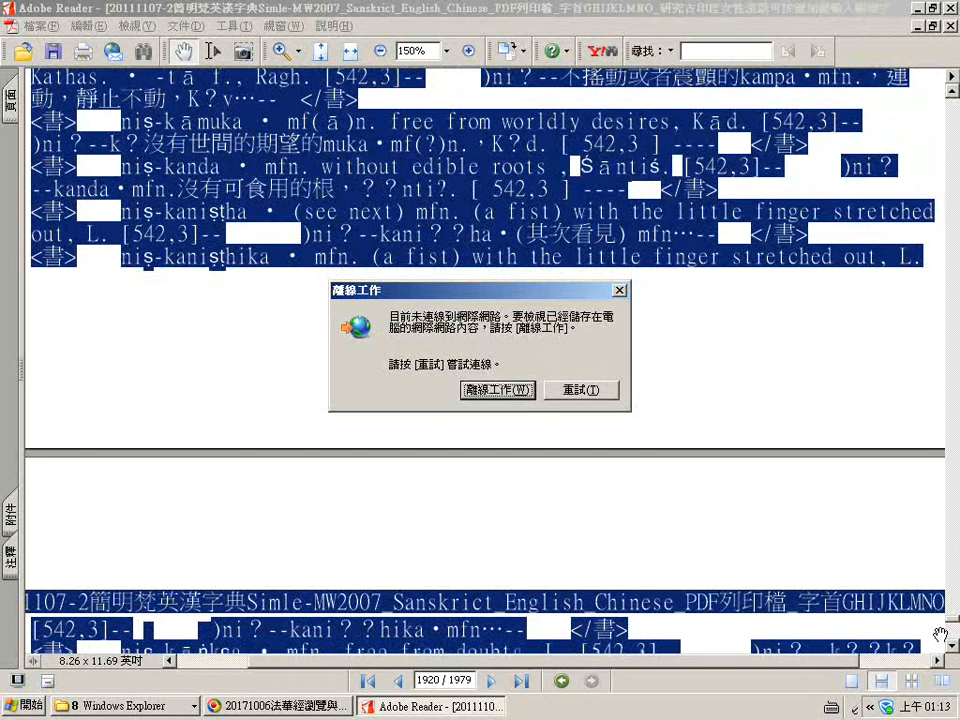 Adobe Reader - [20111107-2簡明梵英漢字典Simle-MW2007_Sanskrict_English_Chinese_PDF列印檔_字首GHIJKLMNO_
檔案(F) 編輯(E) 檢視(V) 文件(D) 工具(T) 視窗(W) 說明(H)
150% Y! 尋找：
頁面
Kathas. ‧ -tā f., Ragh. [542,3]-- )ni？--不搖動或者震顫的kampa‧mfn.，運
動，靜止不動，K？v…-- </書>
<書> niṣ-kāmuka ‧ mf(ā)n. free from worldly desires, Kād. [542,3]--
)ni？--k？沒有世間的期望的muka‧mf(?)n.，K？d. [ 542,3 ] ---- </書>
<書> niṣ-kanda ‧ mfn. without edible roots , Śāntiś. [542,3]-- )ni？
--kanda‧mfn.沒有可食用的根，？？nti?. [ 542,3 ] ---- </書>
<書> niṣ-kaniṣṭha ‧ (see next) mfn. (a fist) with the little finger stretched
out, L. [542,3]-- )ni？--kani？？ha‧(其次看見) mfn…-- </書>
<書> niṣ-kaniṣṭhika ‧ mfn. (a fist) with the little finger stretched out, L.
離線工作
目前未連線到網際網路。要檢視已經儲存在電
腦的網際網路內容，請按 [離線工作]。
請按 [重試] 嘗試連線。
離線工作(W) 重試(T)
附件
注釋
1107-2簡明梵英漢字典Simle-MW2007_Sanskrict_English_Chinese_PDF列印檔_字首GHIJKLMNO
[542,3]-- )ni？--kani？？hika‧mfn…-- </書>
8.26 x 11.69 英吋
1920 / 1979
開始 8 Windows Explorer 20171006法華經瀏覽與... Adobe Reader - [2011110... 上午 01:13